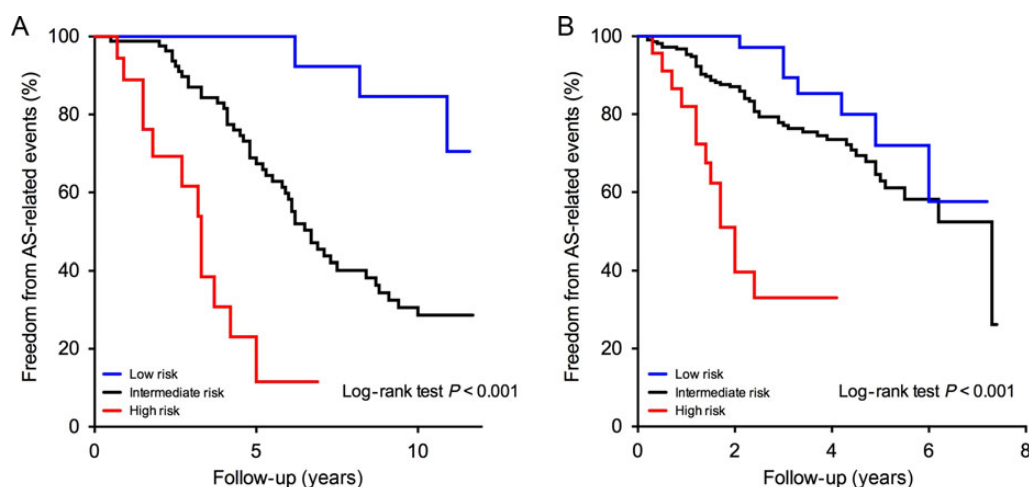 A
Freedom from AS-related events (%)
100
80
60
40
20
0
Low risk
Intermediate risk
High risk
Log-rank test P < 0.001
0 5 10
Follow-up (years)
B
Freedom from AS-related events (%)
100
80
60
40
20
0
Low risk
Intermediate risk
High risk
Log-rank test P < 0.001
0 2 4 6 8
Follow-up (years)